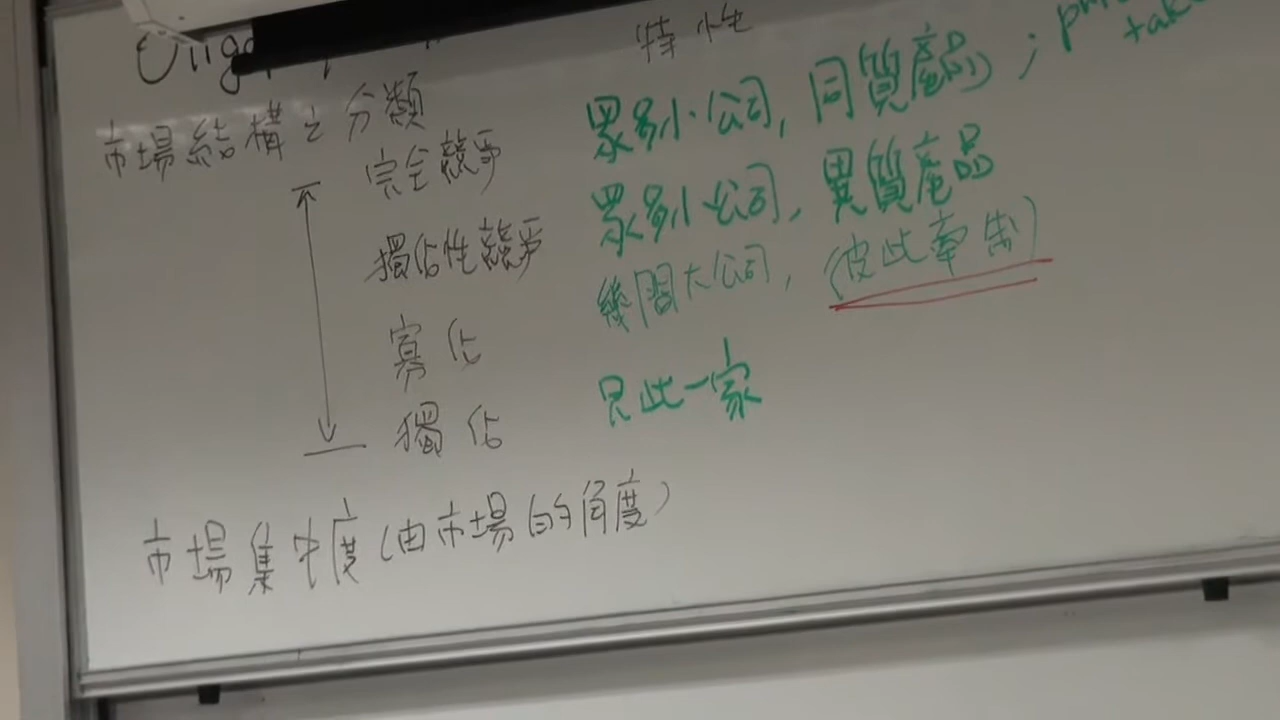 特性
市場結構之分類
完全競爭 眾多小公司, 同質產品 ;
獨佔性競爭 眾多小公司, 異質產品
寡佔 幾間大公司, (彼此牽制)
獨佔 只此一家
市場集中度(由市場的角度)